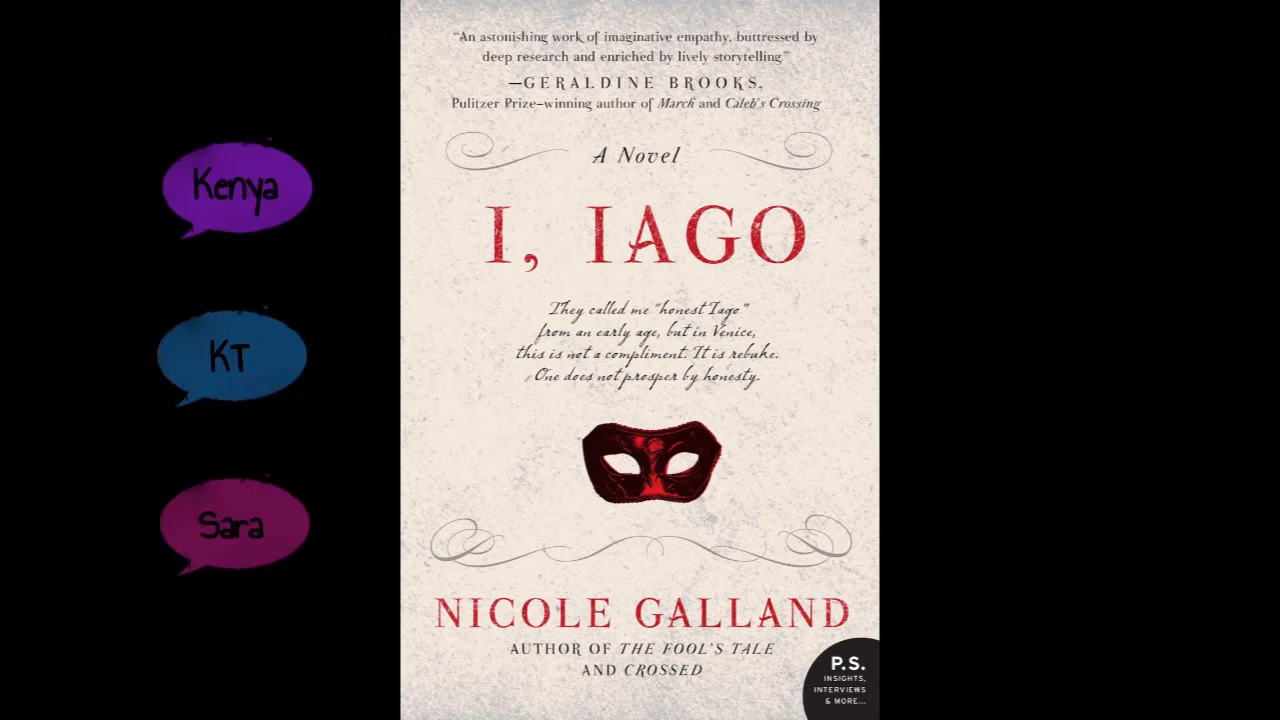 Kenya
KT
Sara
“An astonishing work of imaginative empathy, buttressed by
deep research and enriched by lively storytelling.”
—GERALDINE BROOKS,
Pulitzer Prize–winning author of March and Caleb's Crossing
A Novel
I, IAGO
They called me “honest Iago”
from an early age, but in Venice,
this is not a compliment. It is rebuke.
One does not prosper by honesty.
NICOLE GALLAND
AUTHOR OF THE FOOL'S TALE
AND CROSSED
P.S.
INSIGHTS,
INTERVIEWS
& MORE...